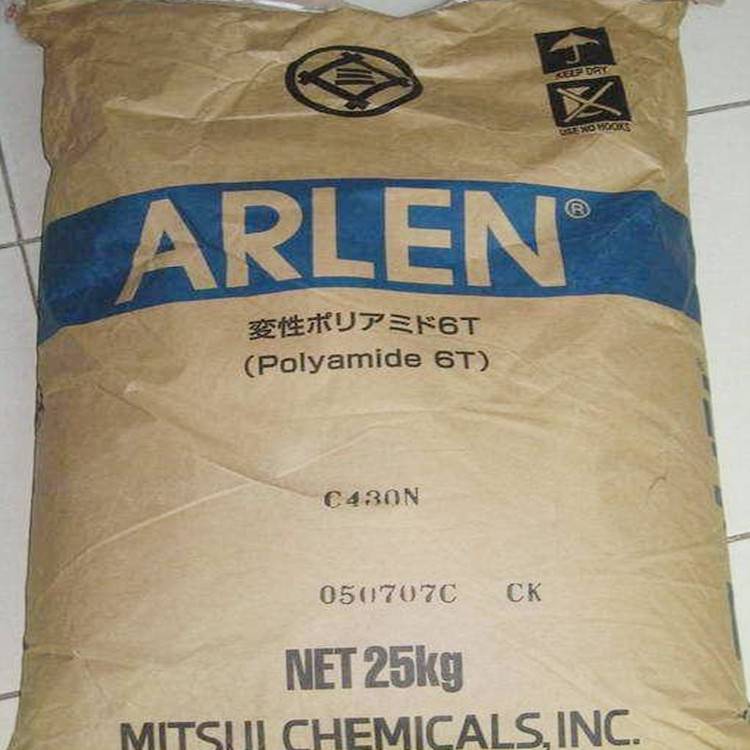 KEEP DRY
USE NO HOOKS
ARLEN®
変性ポリアミド6T
(Polyamide 6T)
C430N
050707C CK
NET 25kg
MITSUI CHEMICALS, INC.